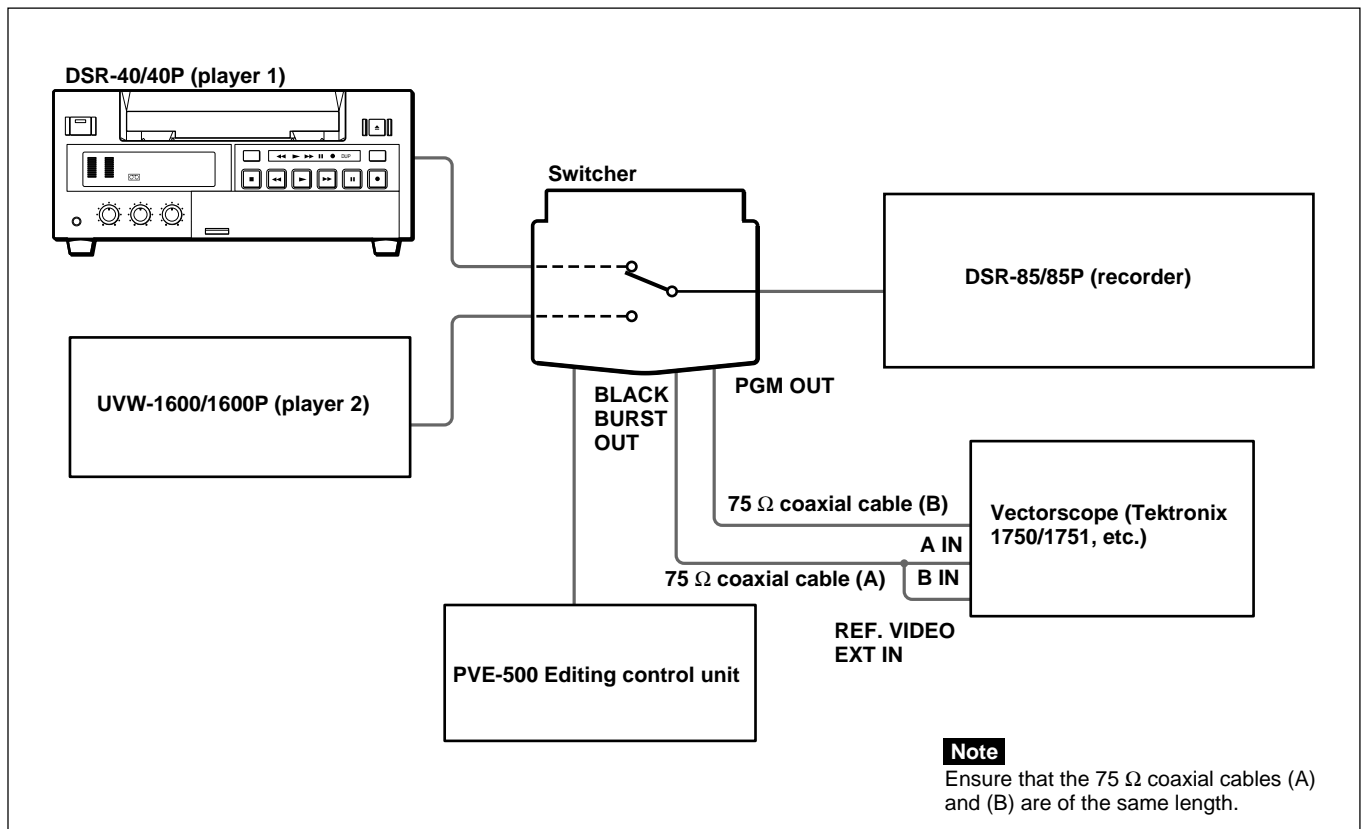 DSR-40/40P (player 1)
DUP
Switcher
DSR-85/85P (recorder)
UVW-1600/1600P (player 2)
BLACK
BURST
OUT
PGM OUT
75 Ω coaxial cable (B)
Vectorscope (Tektronix
1750/1751, etc.)
A IN
75 Ω coaxial cable (A)
B IN
REF. VIDEO
EXT IN
PVE-500 Editing control unit
Note
Ensure that the 75 Ω coaxial cables (A)
and (B) are of the same length.